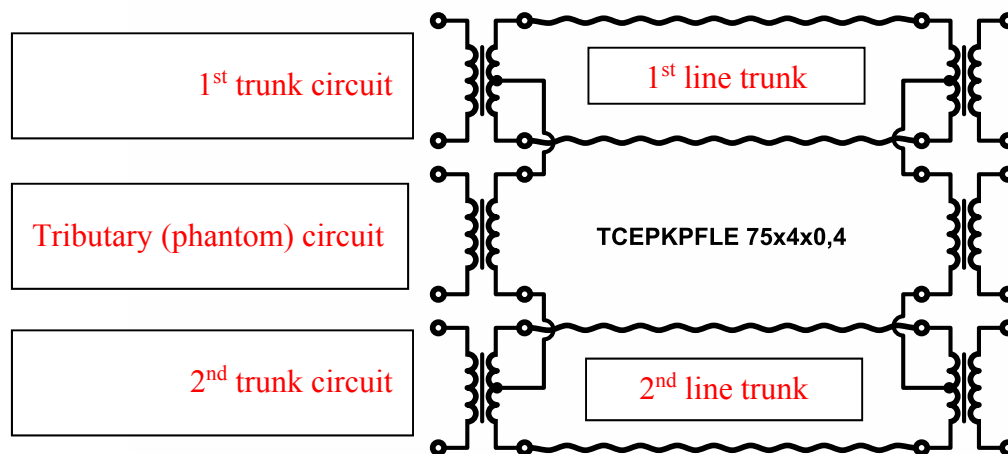 1st trunk circuit
1st line trunk
Tributary (phantom) circuit
TCEPKPFLE 75x4x0,4
2nd trunk circuit
2nd line trunk